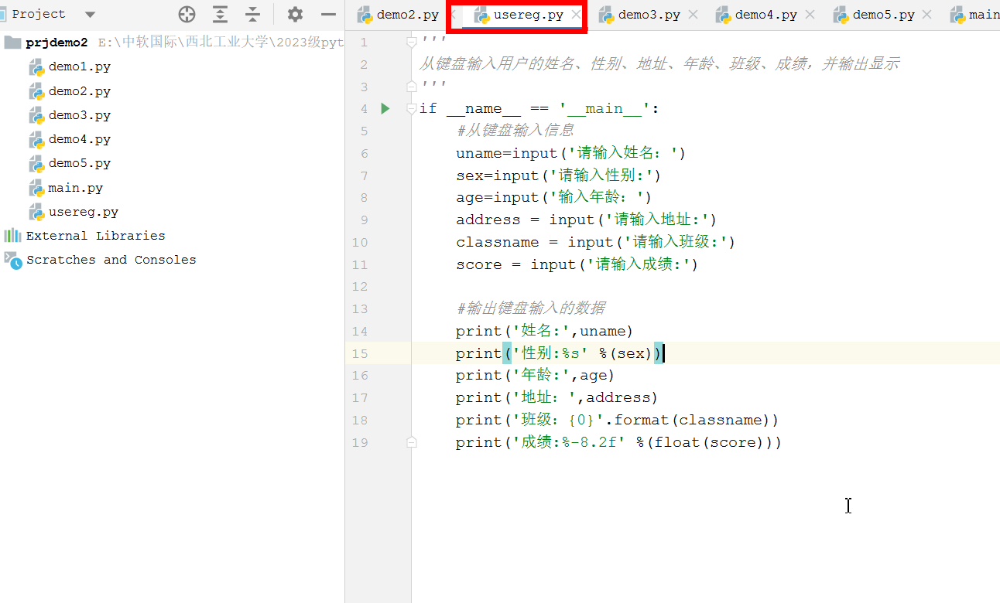 Project
prjdemo2 E:\中软国际\西北工业大学\2023级pyt
demo1.py
demo2.py
demo3.py
demo4.py
demo5.py
main.py
usereg.py
External Libraries
Scratches and Consoles
demo2.py usereg.py demo3.py demo4.py demo5.py main
1 '''
2 从键盘输入用户的姓名、性别、地址、年龄、班级、成绩，并输出显示
3 '''
4 if __name__ == '__main__':
5 #从键盘输入信息
6 uname=input('请输入姓名：')
7 sex=input('请输入性别:')
8 age=input('输入年龄：')
9 address = input('请输入地址:')
10 classname = input('请输入班级:')
11 score = input('请输入成绩:')
12
13 #输出键盘输入的数据
14 print('姓名:',uname)
15 print('性别:%s' %(sex))
16 print('年龄:',age)
17 print('地址：',address)
18 print('班级：{0}'.format(classname))
19 print('成绩:%-8.2f' %(float(score)))